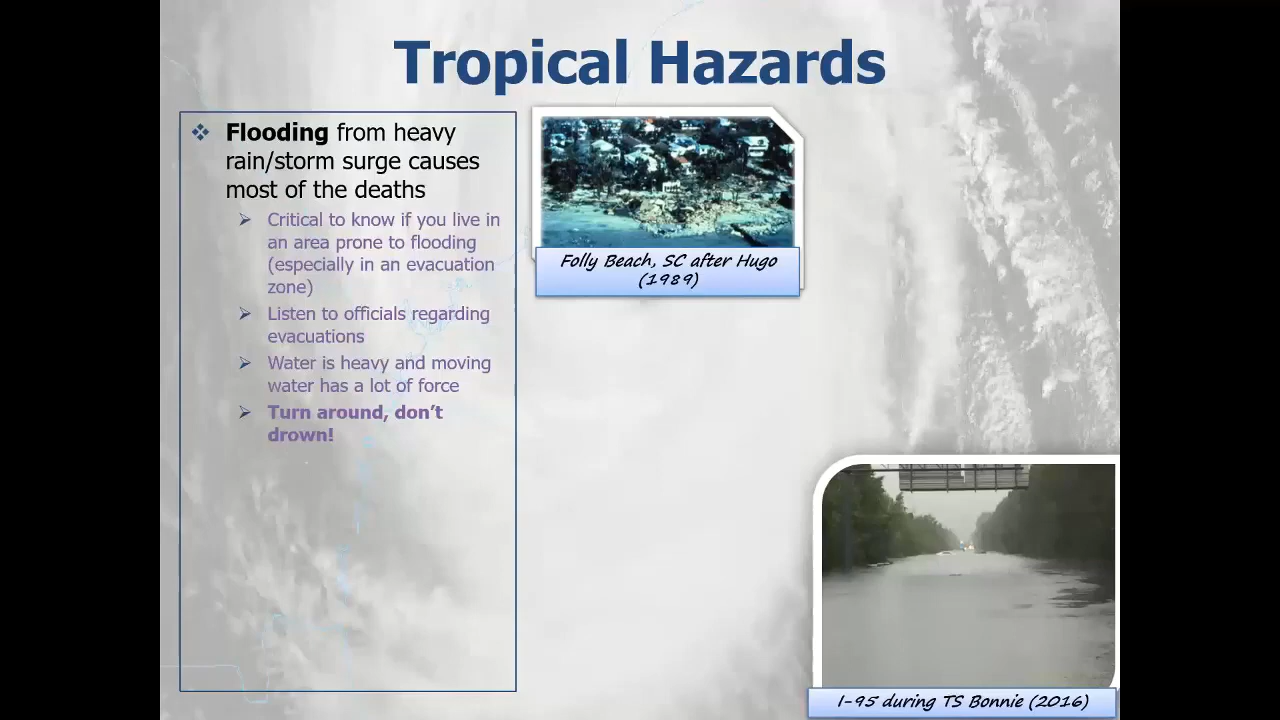 Tropical Hazards
Flooding from heavy
rain/storm surge causes
most of the deaths
Critical to know if you live in
an area prone to flooding
(especially in an evacuation
zone)
Listen to officials regarding
evacuations
Water is heavy and moving
water has a lot of force
Turn around, don't
drown!
Folly Beach, SC after Hugo
(1989)
I-95 during TS Bonnie (2016)